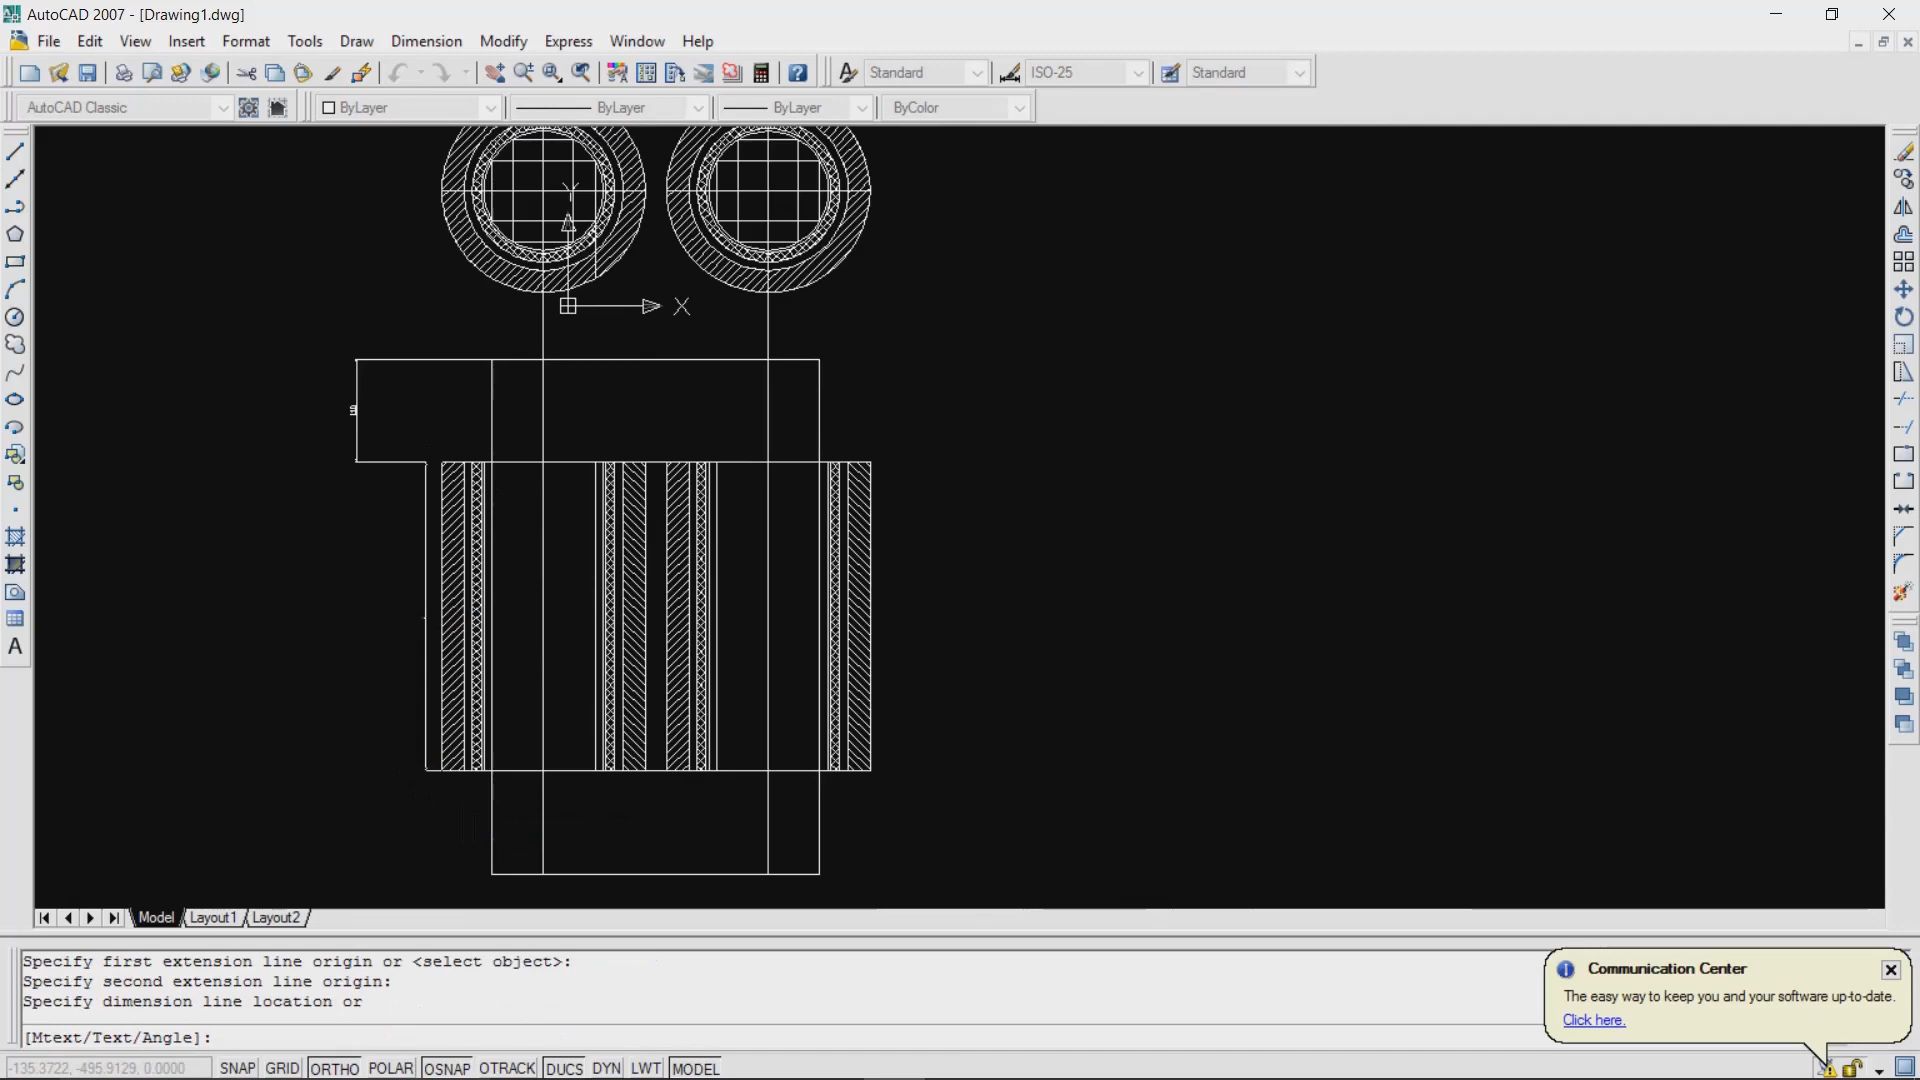 AutoCAD 2007 - [Drawing1.dwg]
File Edit View Insert Format Tools Draw Dimension Modify Express Window Help
Standard ISO-25 Standard
AutoCAD Classic ByLayer ByLayer ByLayer ByColor
Y
X
A
Model Layout1 Layout2
Specify first extension line origin or <select object>:
Specify second extension line origin:
Specify dimension line location or
[Mtext/Text/Angle]:
Communication Center
The easy way to keep you and your software up-to-date.
Click here.
-135.3722, -495.9129, 0.0000 SNAP GRID ORTHO POLAR OSNAP OTRACK DUCS DYN LWT MODEL